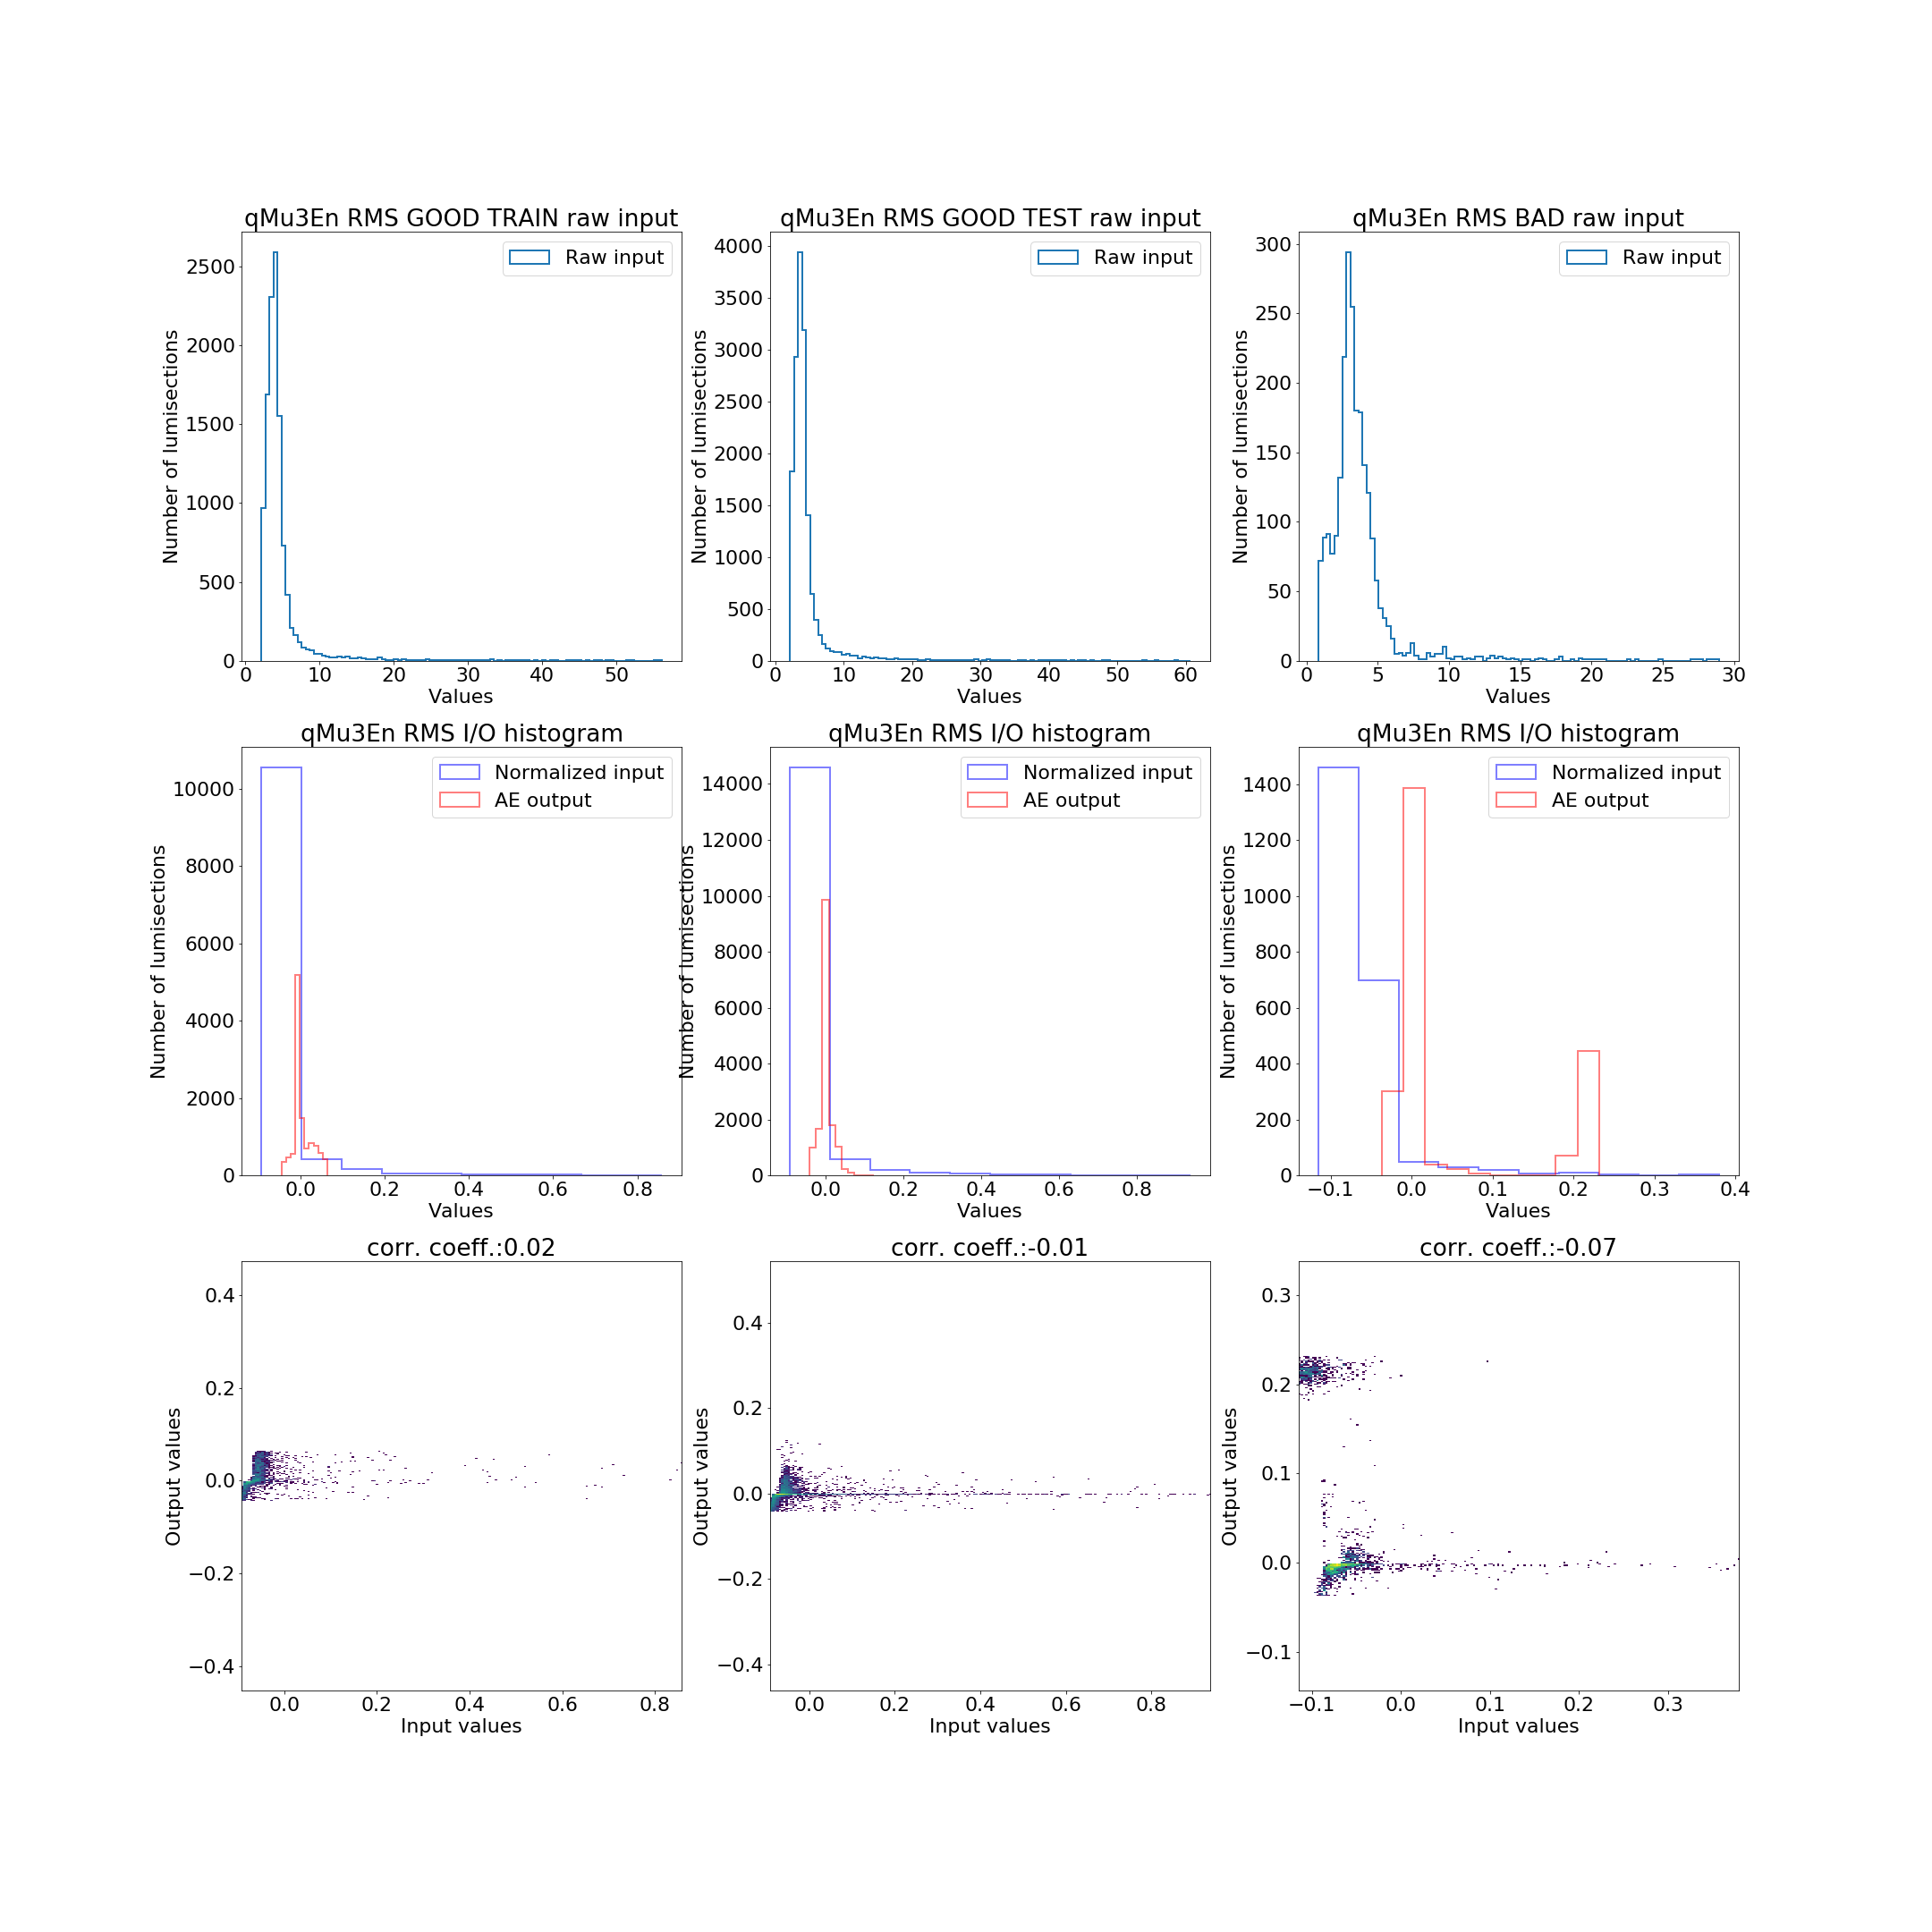 qMu3En RMS GOOD TRAIN raw input
Raw input
Number of lumisections
2500
2000
1500
1000
500
0
0 10 20 30 40 50
Values
qMu3En RMS GOOD TEST raw input
Raw input
Number of lumisections
4000
3500
3000
2500
2000
1500
1000
500
0
0 10 20 30 40 50 60
Values
qMu3En RMS BAD raw input
Raw input
Number of lumisections
300
250
200
150
100
50
0
0 5 10 15 20 25 30
Values
qMu3En RMS I/O histogram
Normalized input
AE output
Number of lumisections
10000
8000
6000
4000
2000
0
0.0 0.2 0.4 0.6 0.8
Values
qMu3En RMS I/O histogram
Normalized input
AE output
Number of lumisections
14000
12000
10000
8000
6000
4000
2000
0
0.0 0.2 0.4 0.6 0.8
Values
qMu3En RMS I/O histogram
Normalized input
AE output
Number of lumisections
1400
1200
1000
800
600
400
200
0
−0.1 0.0 0.1 0.2 0.3 0.4
Values
corr. coeff.:0.02
Output values
0.4
0.2
0.0
−0.2
−0.4
0.0 0.2 0.4 0.6 0.8
Input values
corr. coeff.:-0.01
Output values
0.4
0.2
0.0
−0.2
−0.4
0.0 0.2 0.4 0.6 0.8
Input values
corr. coeff.:-0.07
Output values
0.3
0.2
0.1
0.0
−0.1
−0.1 0.0 0.1 0.2 0.3
Input values